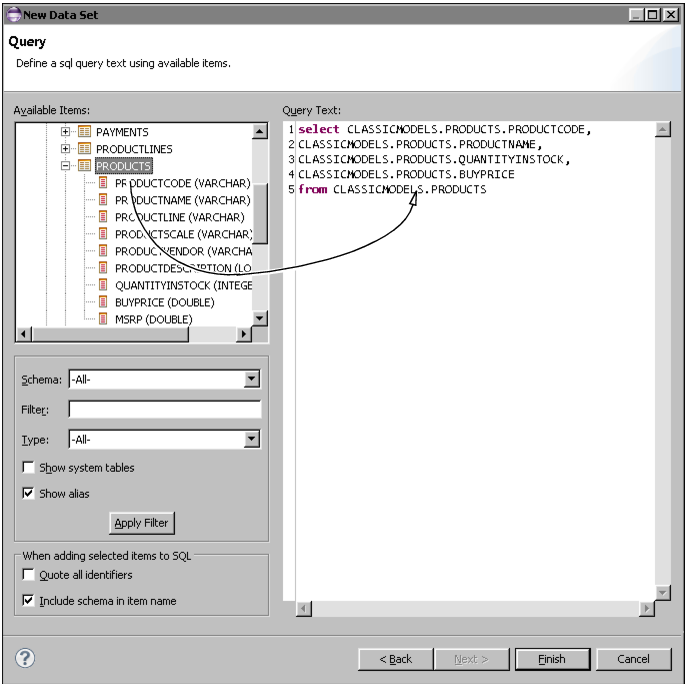 New Data Set
Query
Define a sql query text using available items.
Available Items:
PAYMENTS
PRODUCTLINES
PRODUCTS
PRODUCTCODE (VARCHAR)
PRODUCTNAME (VARCHAR)
PRODUCTLINE (VARCHAR)
PRODUCTSCALE (VARCHAR)
PRODUCTVENDOR (VARCHA
PRODUCTDESCRIPTION (LO
QUANTITYINSTOCK (INTEGE
BUYPRICE (DOUBLE)
MSRP (DOUBLE)
Schema: -All-
Filter:
Type: -All-
Show system tables
Show alias
Apply Filter
When adding selected items to SQL
Quote all identifiers
Include schema in item name
Query Text:
1 select CLASSICMODELS.PRODUCTS.PRODUCTCODE,
2 CLASSICMODELS.PRODUCTS.PRODUCTNAME,
3 CLASSICMODELS.PRODUCTS.QUANTITYINSTOCK,
4 CLASSICMODELS.PRODUCTS.BUYPRICE
5 from CLASSICMODELS.PRODUCTS
?
< Back
Next >
Finish
Cancel